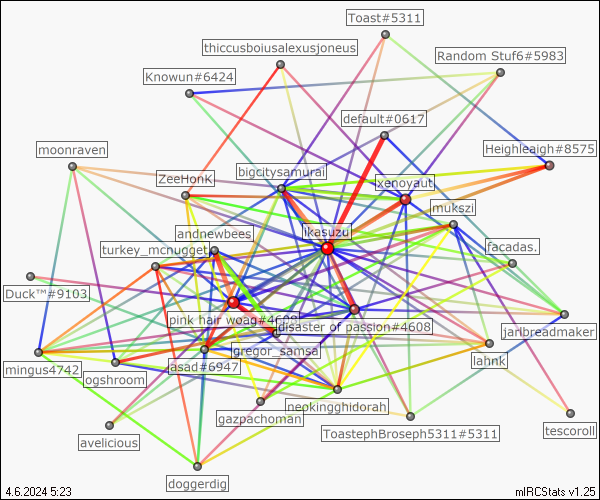 Toast#5311
thiccusboiusalexusjoneus
Random Stuf6#5983
Knowun#6424
default#0617
moonraven
Heighleaigh#8575
bigcitysamurai
ZeeHonk
xenoyaut
mukszi
ikasuzu
andnewbees
turkey_mcnugget
facadas.
Duck™#9103
pink hair woag#4608
disaster of passion#4608
jarlbreadmaker
gregor_samsa
mingus4742
asad#6947
lahnk
ogshroom
neokingghidorah
gazpachoman
ToastephBroseph5311#5311
tescoroll
avelicious
doggerdig
4.6.2024 5:23
mIRCStats v1.25